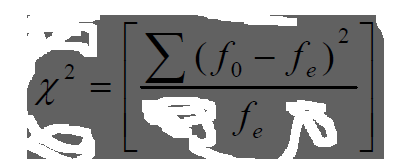 χ² = [ ∑ (f₀ − fₑ)² / fₑ ]